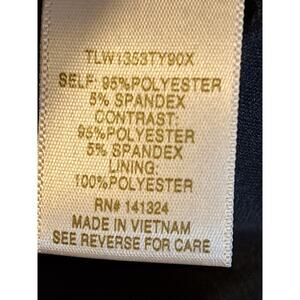 TLW1353TY90X
SELF: 95%POLYESTER
5% SPANDEX
CONTRAST:
95%POLYESTER
5% SPANDEX
LINING:
100%POLYESTER
RN# 141324
MADE IN VIETNAM
SEE REVERSE FOR CARE